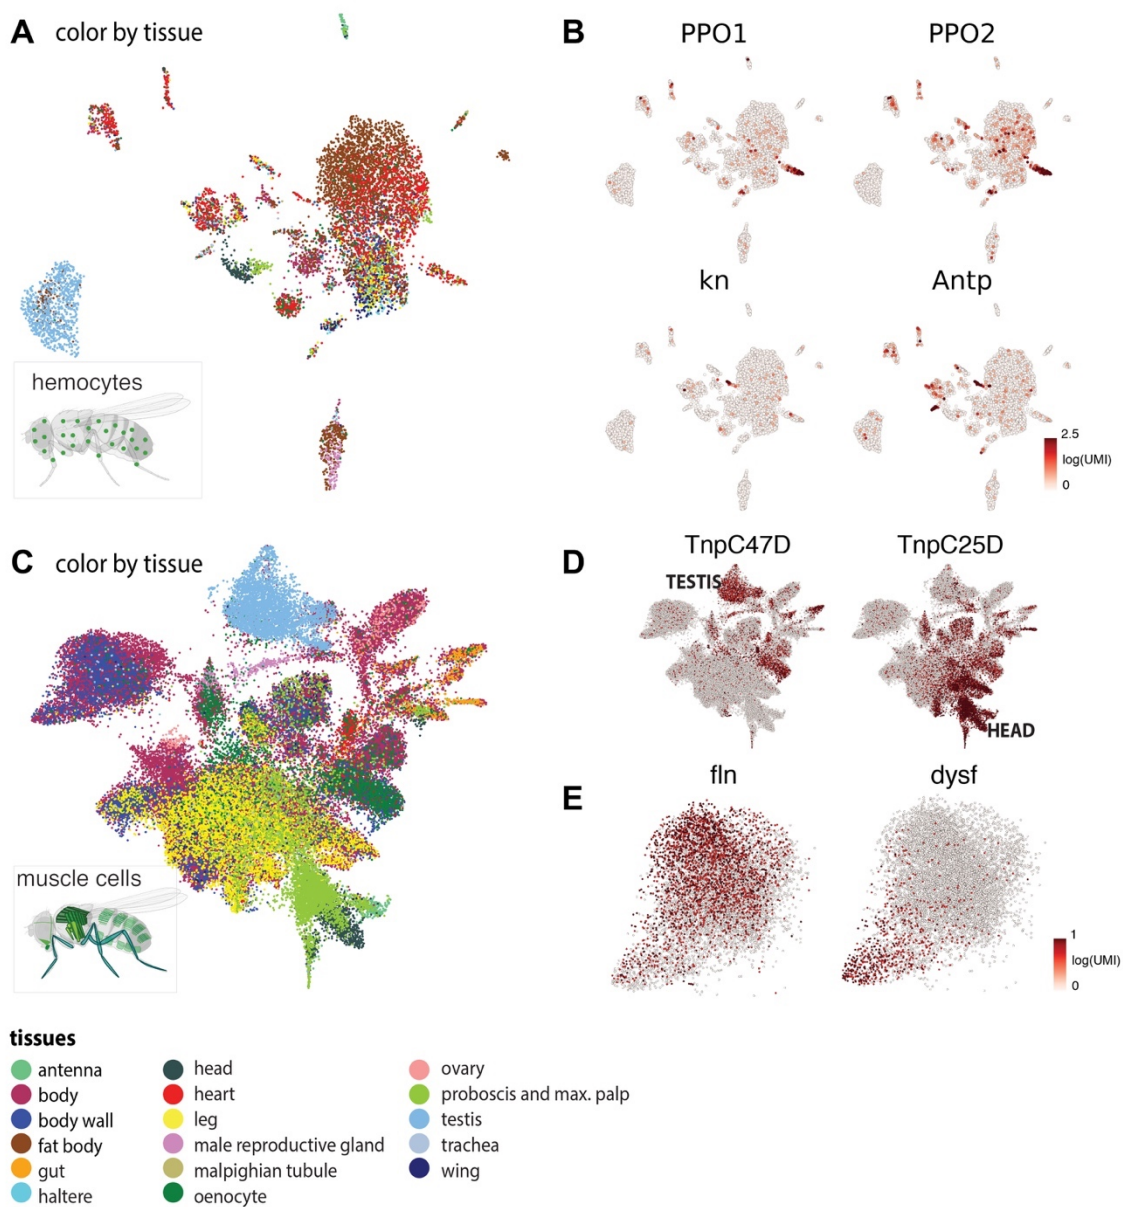 A color by tissue
hemocytes
B
PPO1 PPO2
kn Antp
2.5
log(UMI)
0
C color by tissue
muscle cells
D
TnpC47D TnpC25D
TESTIS
HEAD
E
fln dysf
1
log(UMI)
0
tissues
antenna
body
body wall
fat body
gut
haltere
head
heart
leg
male reproductive gland
malpighian tubule
oenocyte
ovary
proboscis and max. palp
testis
trachea
wing